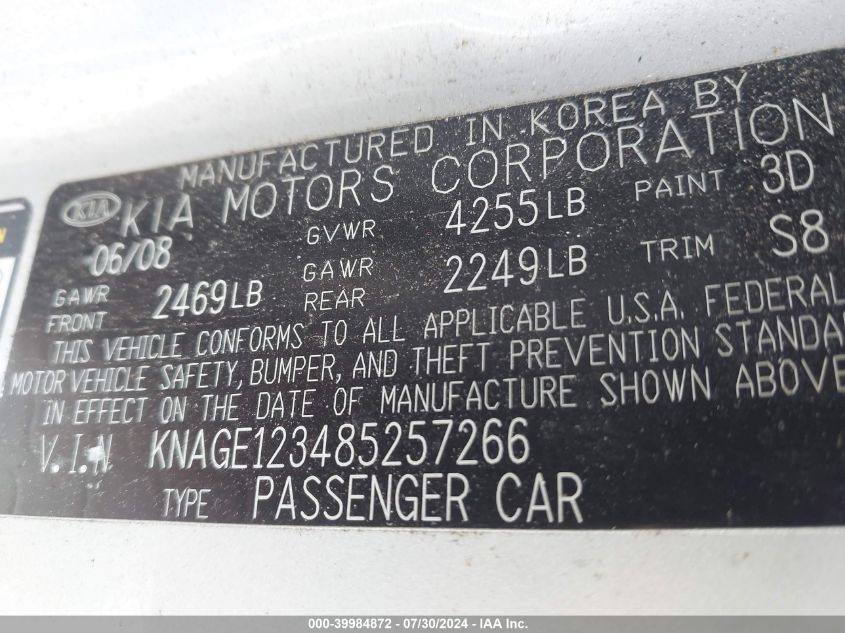 MANUFACTURED IN KOREA BY
KIA KIA MOTORS CORPORATION
06/08 GVWR 4255LB PAINT 3D
GAWR FRONT 2469LB GAWR REAR 2249LB TRIM S8
THIS VEHICLE CONFORMS TO ALL APPLICABLE U.S.A. FEDERAL
MOTOR VEHICLE SAFETY, BUMPER, AND THEFT PREVENTION STANDA
IN EFFECT ON THE DATE OF MANUFACTURE SHOWN ABOVE
V.I.N KNAGE123485257266
TYPE PASSENGER CAR
000-39984872 / 07/30/2024 - IAA Inc.